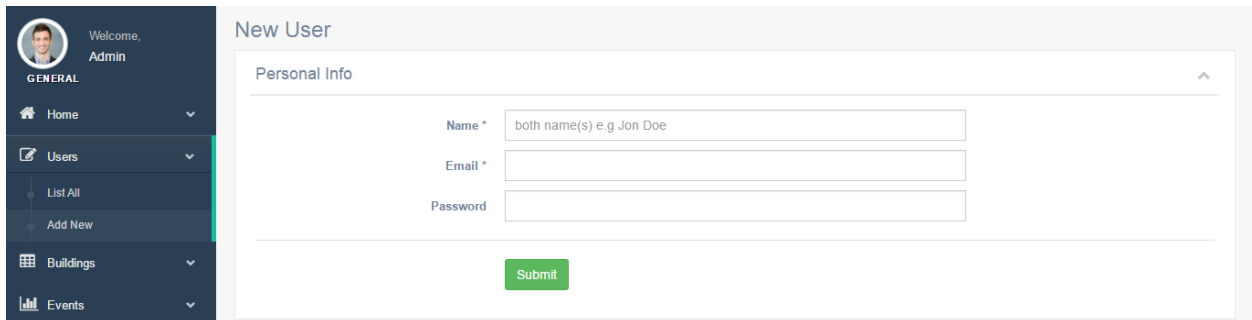 Welcome,
Admin
GENERAL
Home
Users
List All
Add New
Buildings
Events
New User
Personal Info
Name *
both name(s) e.g Jon Doe
Email *
Password
Submit